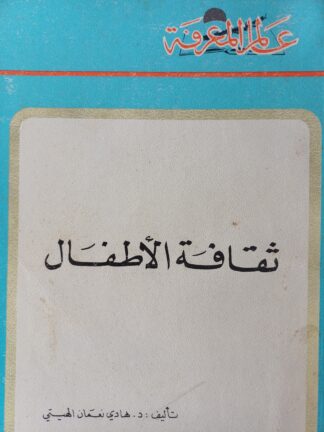 عالم المعرفة
ثقافة الأطفال
تأليف : د. هادي نعمان الهيتي